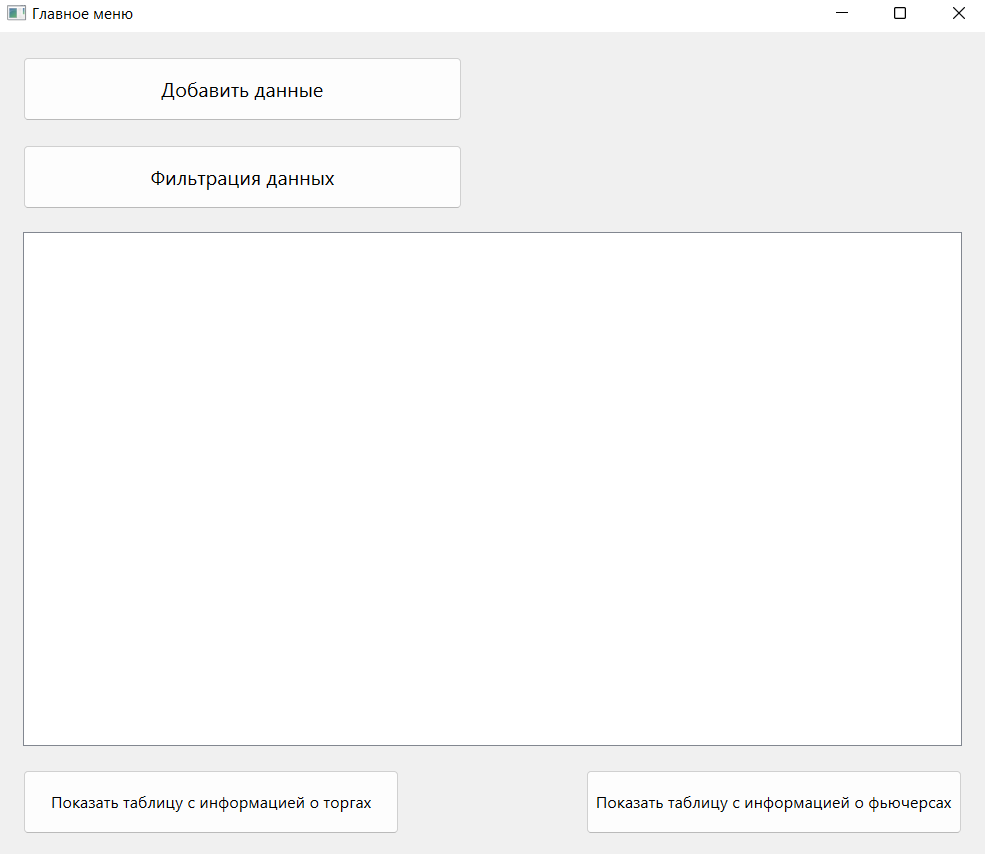 Главное меню
Добавить данные
Фильтрация данных
Показать таблицу с информацией о торгах
Показать таблицу с информацией о фьючерсах